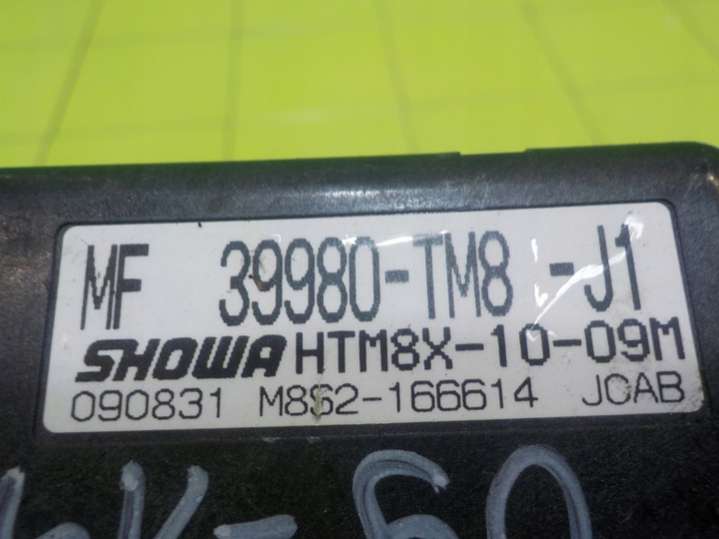 MF 39980-TM8 -J1
SHOWA HTM8X-10-09M
090831 M8S2-166614 JCAB